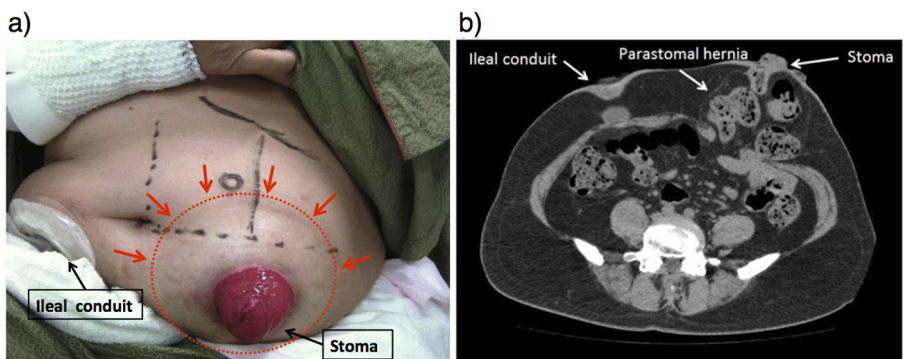 a)
Ileal conduit
Stoma
b)
Ileal conduit
Parastomal hernia
Stoma